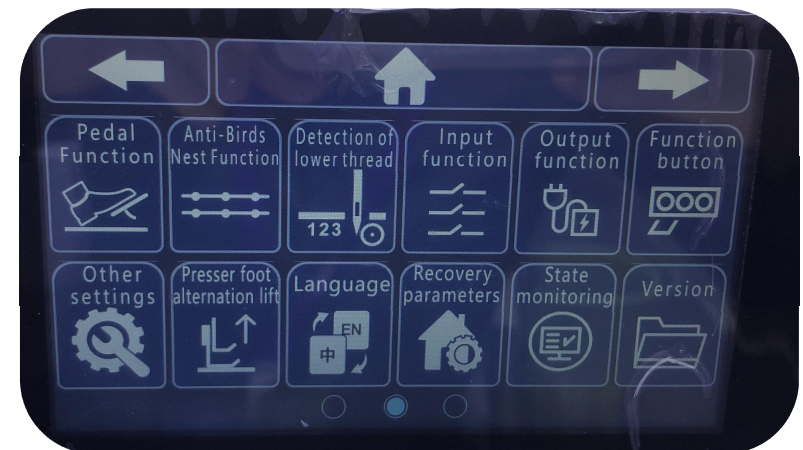 Pedal
Function
Anti-Birds
Nest Function
Detection of
lower thread
123
Input
function
Output
function
Function
button
Other
settings
Presser foot
alternation lift
Language
EN
中
Recovery
parameters
State
monitoring
Version